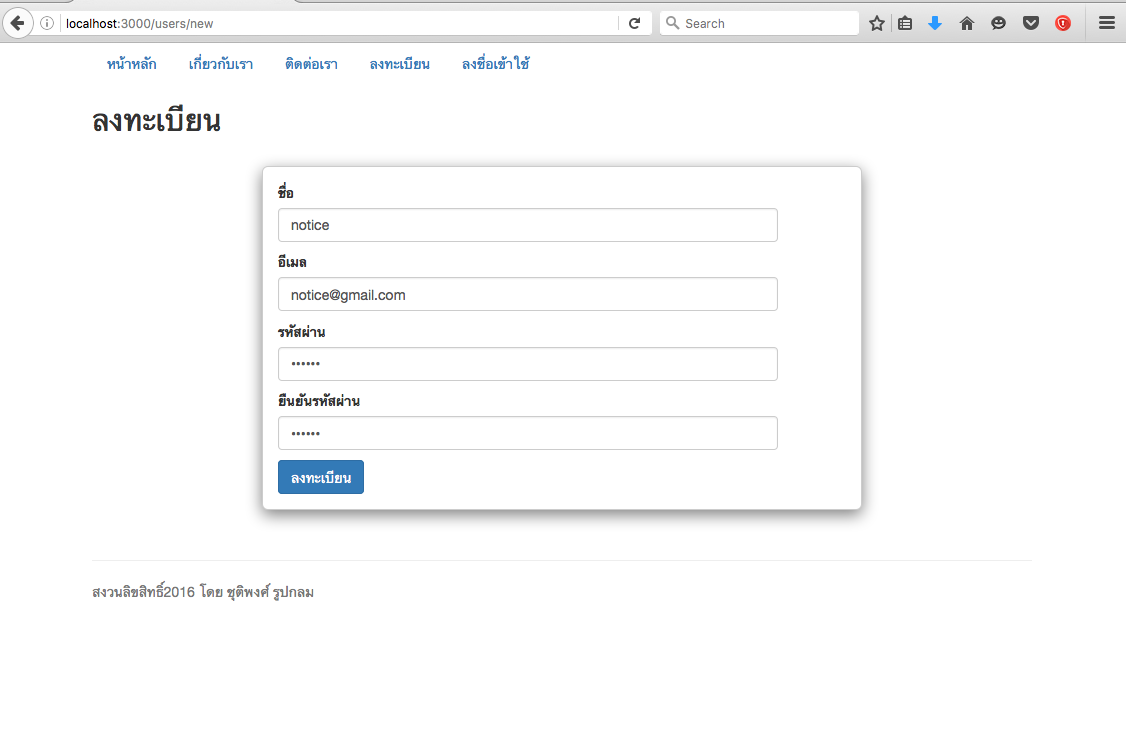 localhost:3000/users/new
Search
หน้าหลัก เกี่ยวกับเรา ติดต่อเรา ลงทะเบียน ลงชื่อเข้าใช้
ลงทะเบียน
ชื่อ
notice
อีเมล
notice@gmail.com
รหัสผ่าน
••••••
ยืนยันรหัสผ่าน
••••••
ลงทะเบียน
สงวนลิขสิทธิ์2016 โดย ชุติพงศ์ รูปกลม